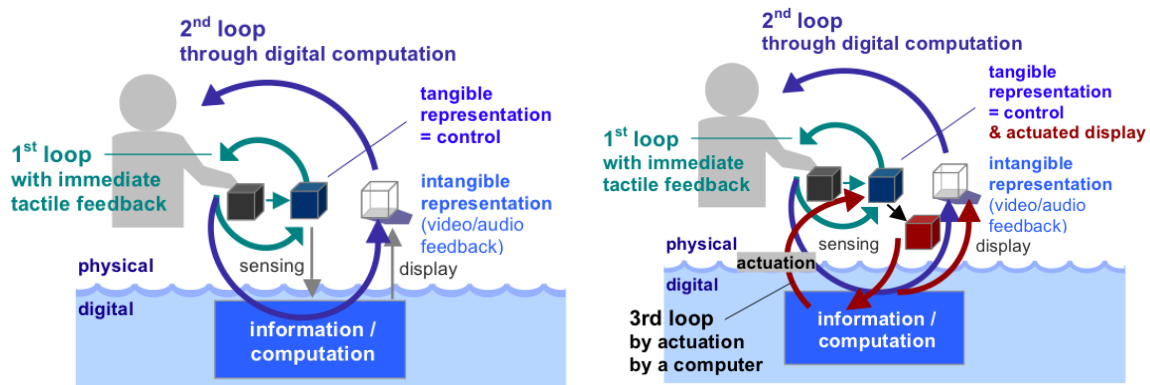 2nd loop
through digital computation
tangible
representation
= control
1st loop
with immediate
tactile feedback
intangible
representation
(video/audio
feedback)
sensing
display
physical
digital
information /
computation
2nd loop
through digital computation
tangible
representation
= control
& actuated display
1st loop
with immediate
tactile feedback
intangible
representation
(video/audio
feedback)
sensing
display
physical
actuation
digital
3rd loop
by actuation
by a computer
information /
computation